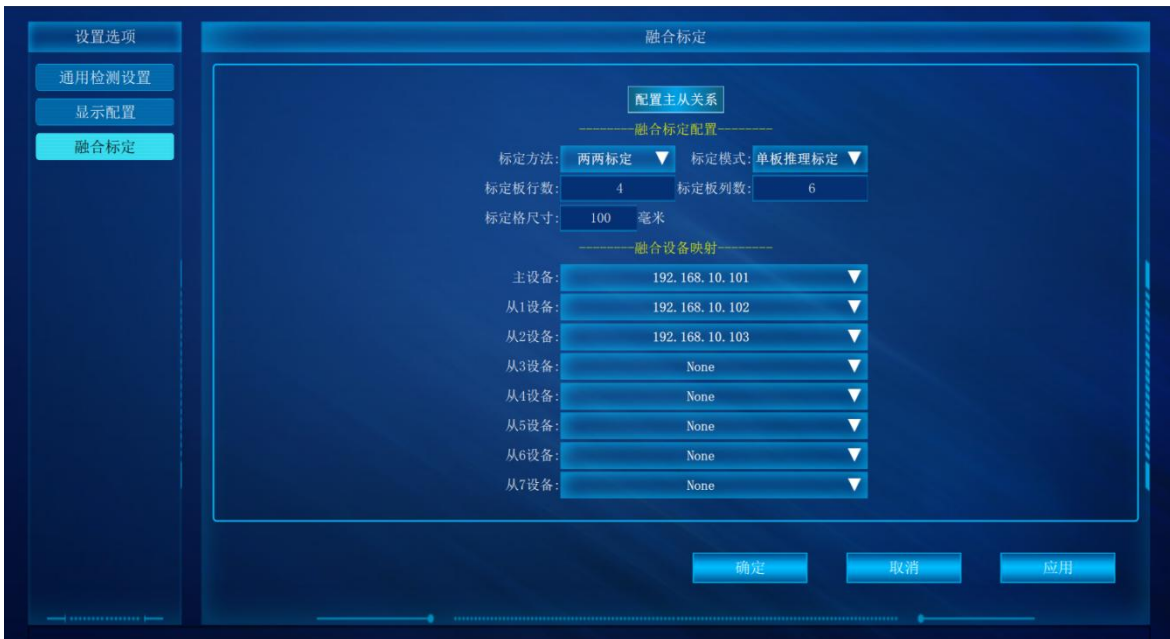 设置选项
通用检测设置
显示配置
融合标定
融合标定
配置主从关系
--------融合标定配置--------
标定方法: 两两标定 标定模式: 单板推理标定
标定板行数: 4 标定板列数: 6
标定格尺寸: 100 毫米
--------融合设备映射--------
主设备: 192.168.10.101
从1设备: 192.168.10.102
从2设备: 192.168.10.103
从3设备: None
从4设备: None
从5设备: None
从6设备: None
从7设备: None
确定 取消 应用